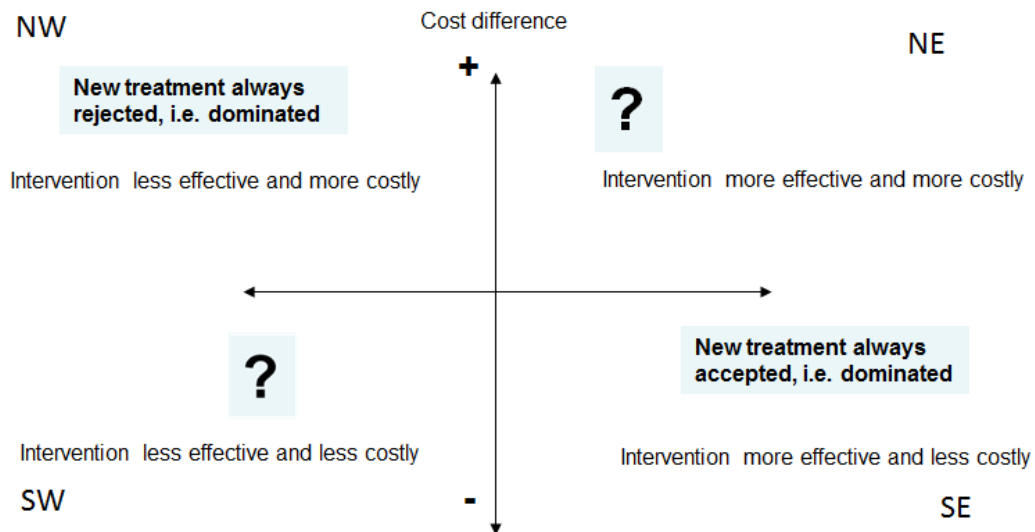 NW
Cost difference
NE
+
New treatment always
rejected, i.e. dominated
?
Intervention less effective and more costly
Intervention more effective and more costly
New treatment always
accepted, i.e. dominated
?
Intervention less effective and less costly
Intervention more effective and less costly
SW
-
SE